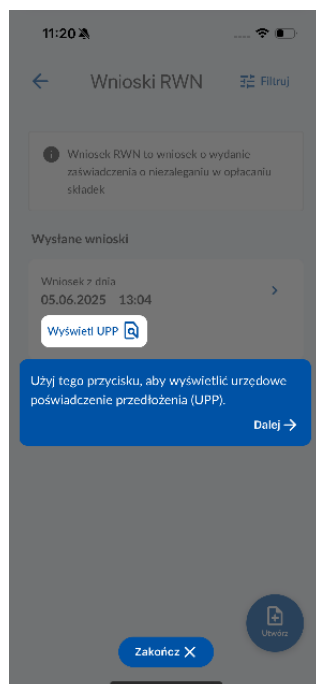 11:20
Wnioski RWN
Filtruj
Wniosek RWN to wniosek o wydanie
zaświadczenia o niezaleganiu w opłacaniu
składek
Wysłane wnioski
Wniosek z dnia
05.06.2025 13:04
Wyświetl UPP
Użyj tego przycisku, aby wyświetlić urzędowe
poświadczenie przedłożenia (UPP).
Dalej
Utwórz
Zakończ